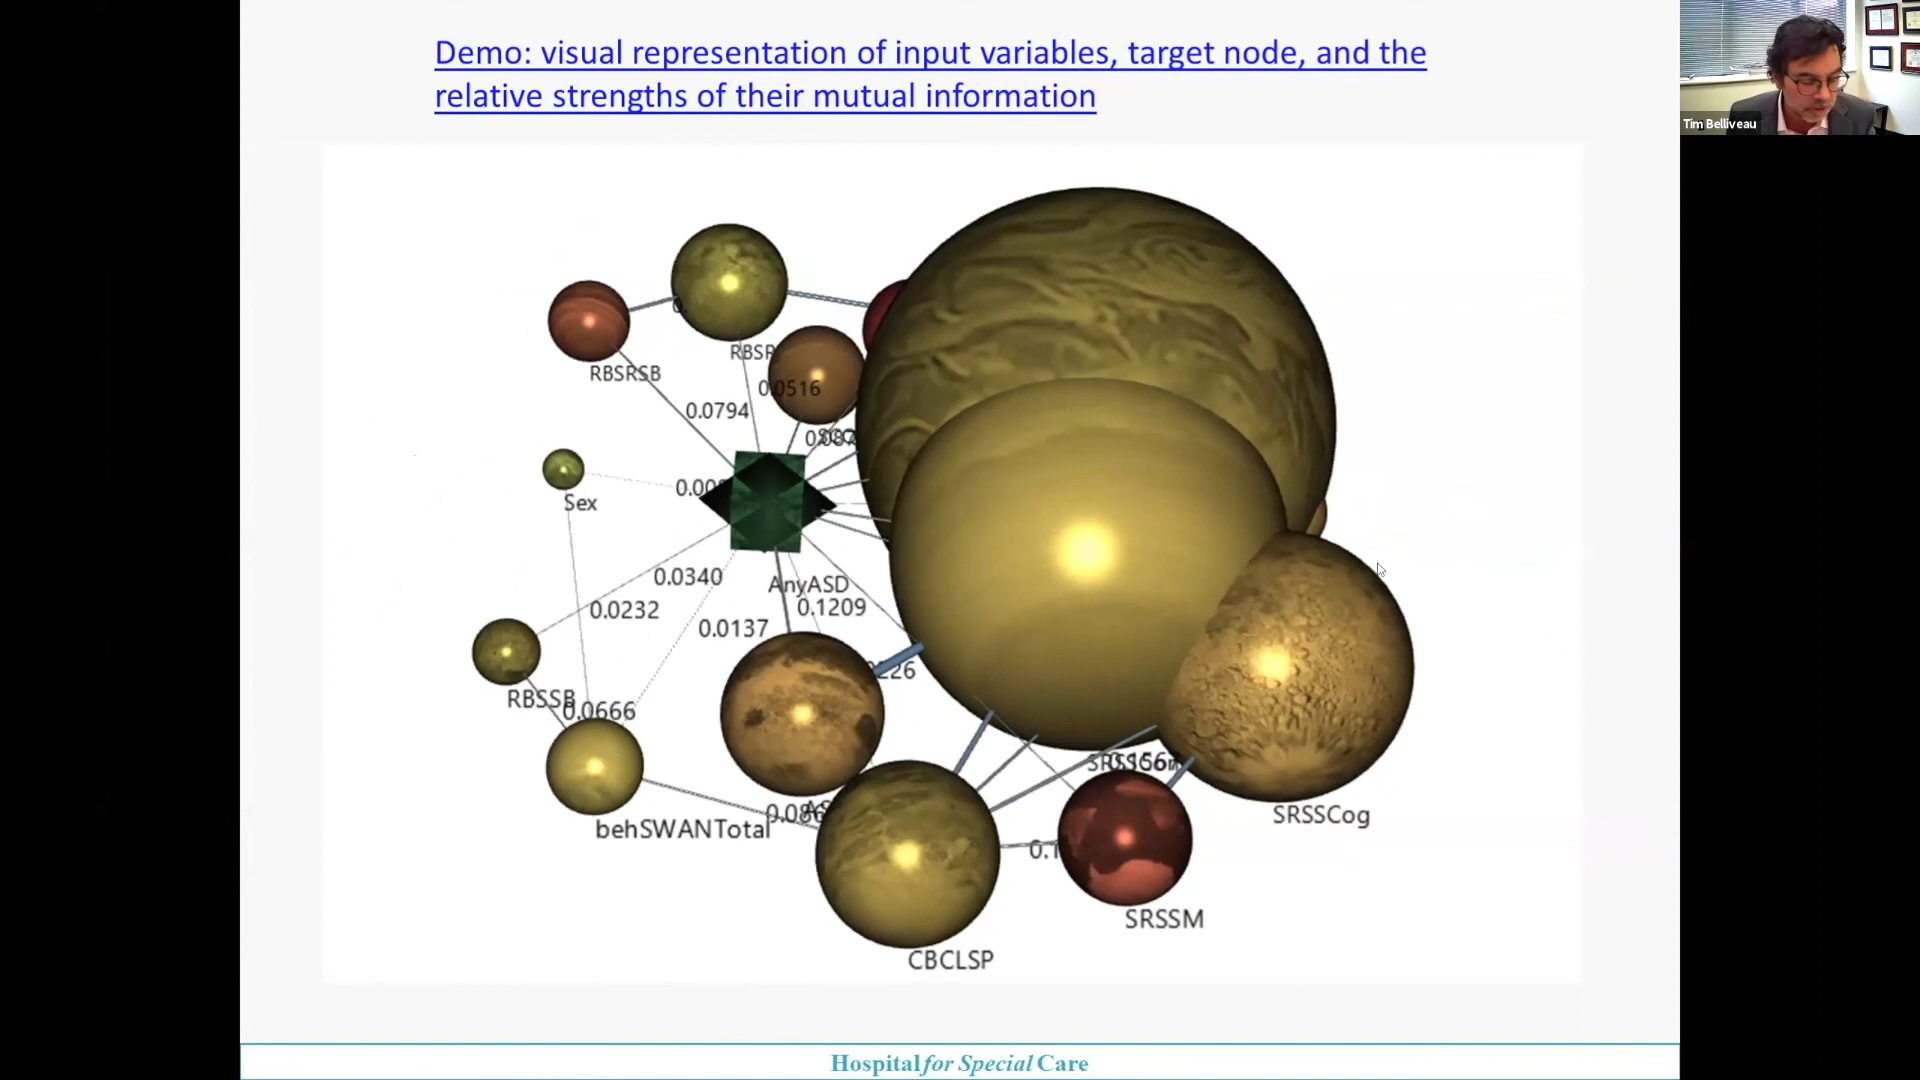 Demo: visual representation of input variables, target node, and the
relative strengths of their mutual information
Tim Belliveau
RBSRSB
0.0516
0.0794
Sex
0.0340
AnyASD
0.0232
0.1209
0.0137
RBSSB
0.0666
behSWANTotal
SRSSCog
SRSSM
CBCLSP
Hospital for Special Care